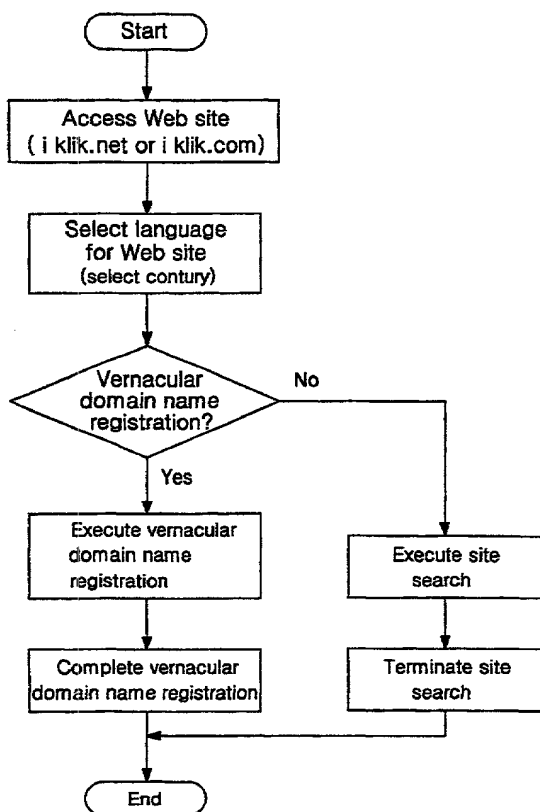 Start
Access Web site
( i klik.net or i klik.com)
Select language
for Web site
(select contury)
Vernacular
domain name
registration?
No
Yes
Execute vernacular
domain name
registration
Execute site
search
Complete vernacular
domain name registration
Terminate site
search
End